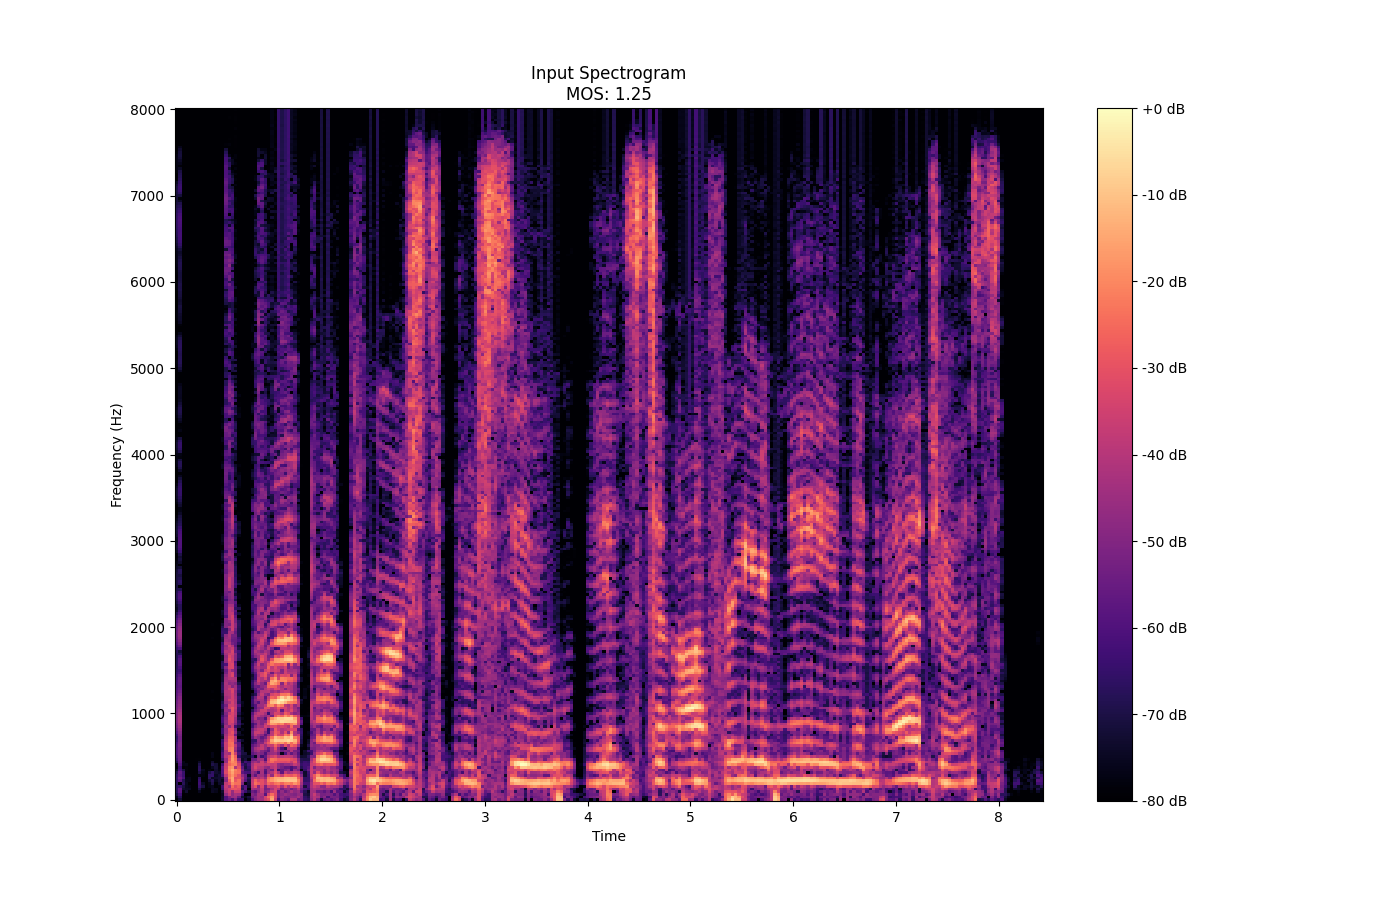 Input Spectrogram
MOS: 1.25
8000
7000
6000
5000
4000
3000
2000
1000
0
Frequency (Hz)
0 1 2 3 4 5 6 7 8
Time
+0 dB
-10 dB
-20 dB
-30 dB
-40 dB
-50 dB
-60 dB
-70 dB
-80 dB